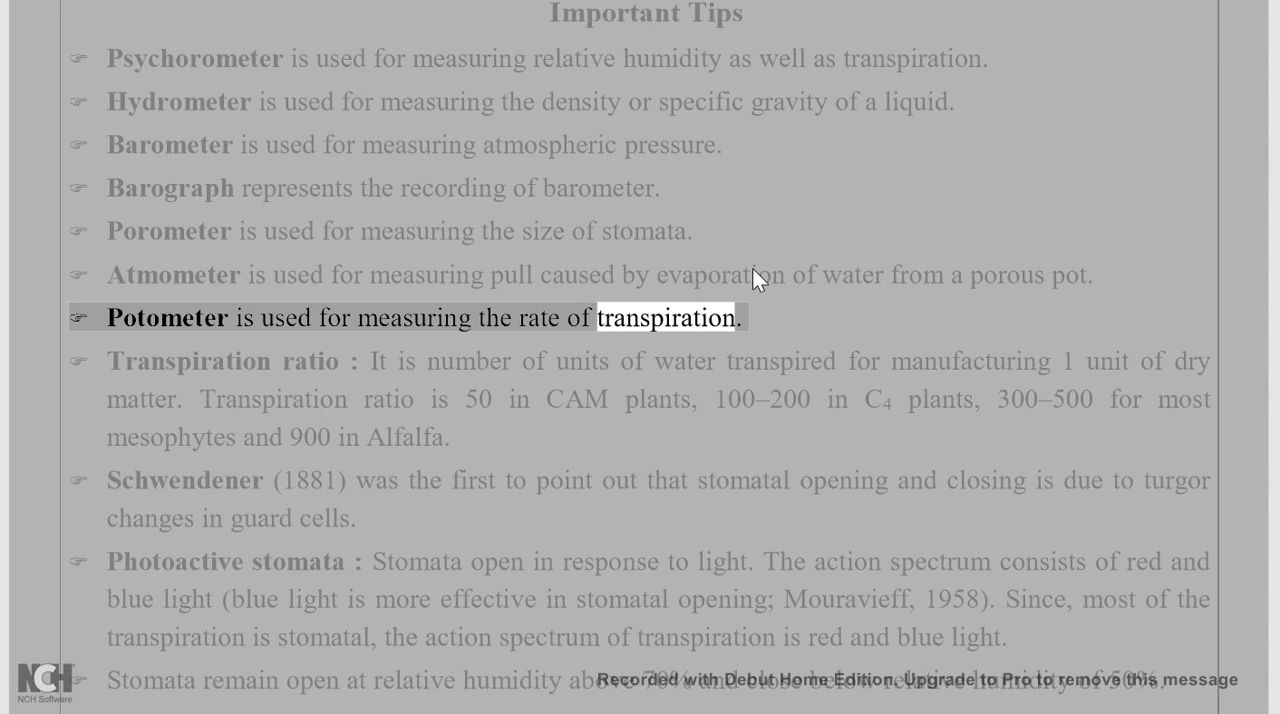 Important Tips
☞ Psychorometer is used for measuring relative humidity as well as transpiration.
☞ Hydrometer is used for measuring the density or specific gravity of a liquid.
☞ Barometer is used for measuring atmospheric pressure.
☞ Barograph represents the recording of barometer.
☞ Porometer is used for measuring the size of stomata.
☞ Atmometer is used for measuring pull caused by evaporation of water from a porous pot.
☞ Potometer is used for measuring the rate of transpiration.
☞ Transpiration ratio : It is number of units of water transpired for manufacturing 1 unit of dry
matter. Transpiration ratio is 50 in CAM plants, 100–200 in C₄ plants, 300–500 for most
mesophytes and 900 in Alfalfa.
☞ Schwendener (1881) was the first to point out that stomatal opening and closing is due to turgor
changes in guard cells.
☞ Photoactive stomata : Stomata open in response to light. The action spectrum consists of red and
blue light (blue light is more effective in stomatal opening; Mouravieff, 1958). Since, most of the
transpiration is stomatal, the action spectrum of transpiration is red and blue light.
☞ Stomata remain open at relative humidity above 70% and close below relative humidity of 50%.
Recorded with Debut Home Edition. Upgrade to Pro to remove this message
NCH
NCH Software